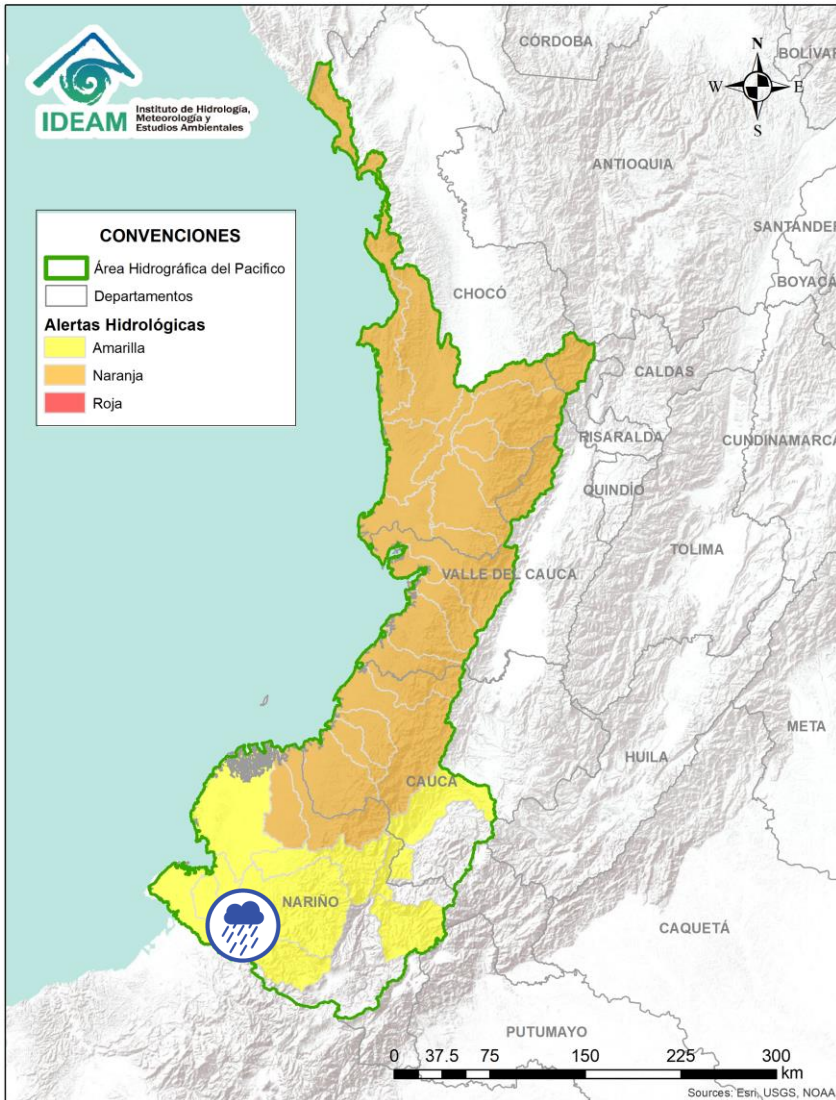 IDEAM
Instituto de Hidrología,
Meteorología y
Estudios Ambientales
CÓRDOBA
BOLÍVAR
N
W
E
S
ANTIOQUIA
SANTANDER
BOYACÁ
CONVENCIONES
Área Hidrográfica del Pacifico
Departamentos
Alertas Hidrológicas
Amarilla
Naranja
Roja
CHOCÓ
CALDAS
RISARALDA
CUNDINAMARCA
QUINDÍO
TOLIMA
VALLE DEL CAUCA
META
HUILA
CAUCA
NARIÑO
CAQUETÁ
PUTUMAYO
0 37.5 75 150 225 300
km
Sources: Esri, USGS, NOAA